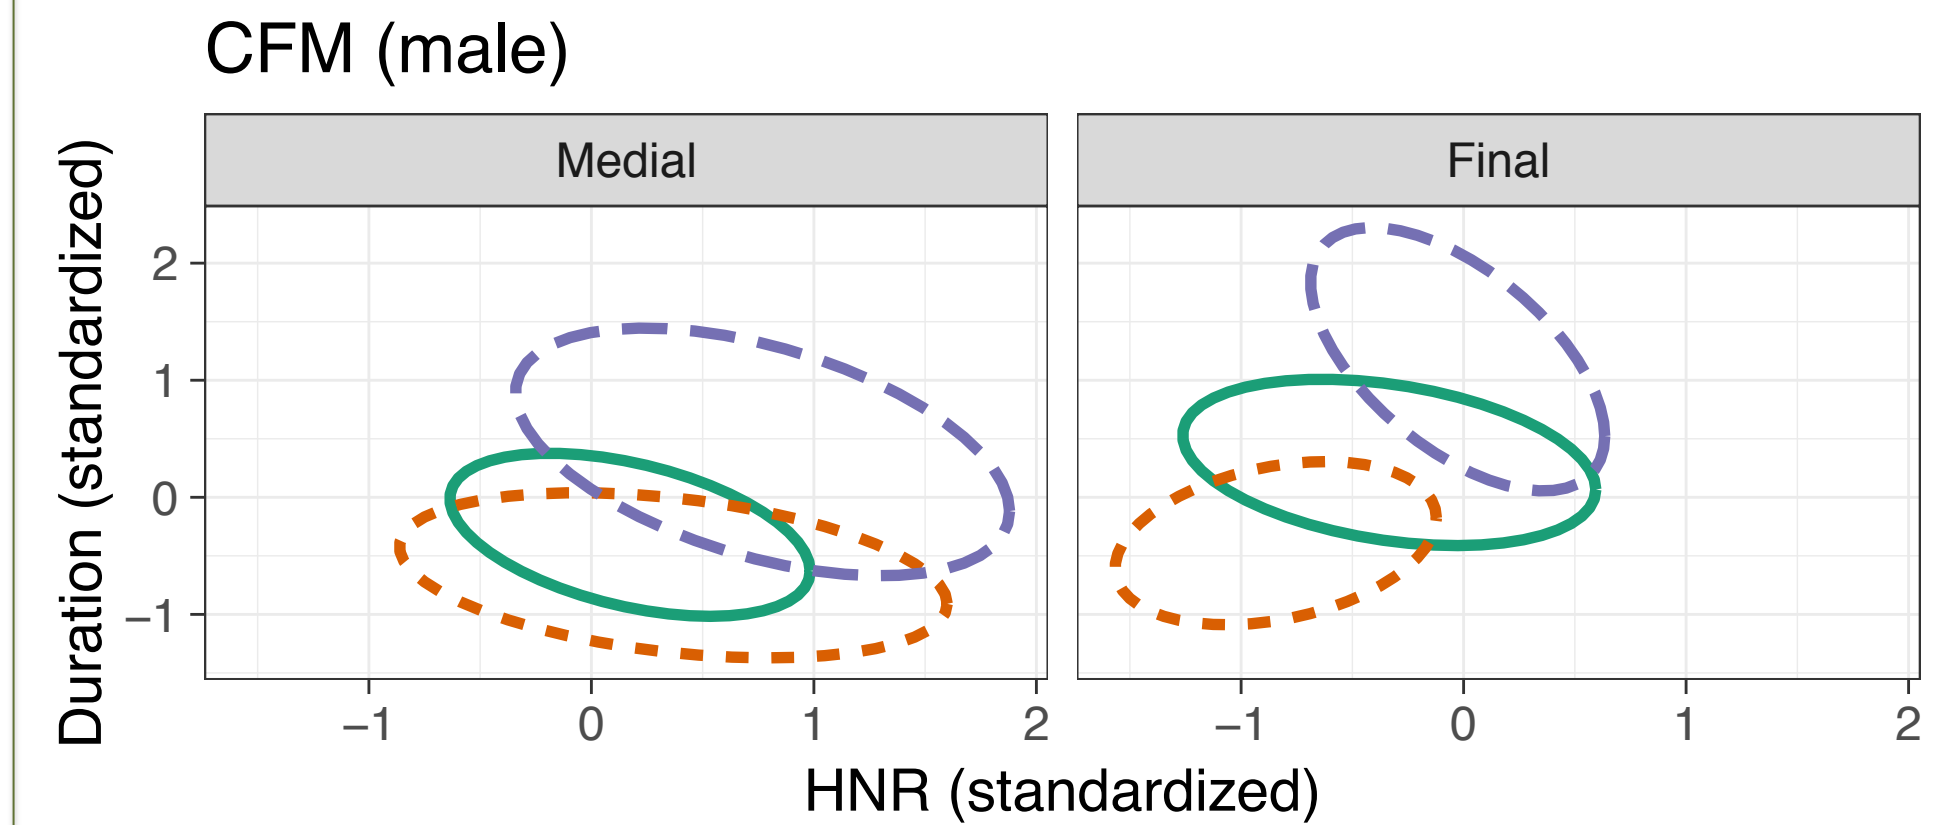 CFM (male)
Medial
Final
Duration (standardized)
2
1
0
−1
−1 0 1 2
−1 0 1 2
HNR (standardized)